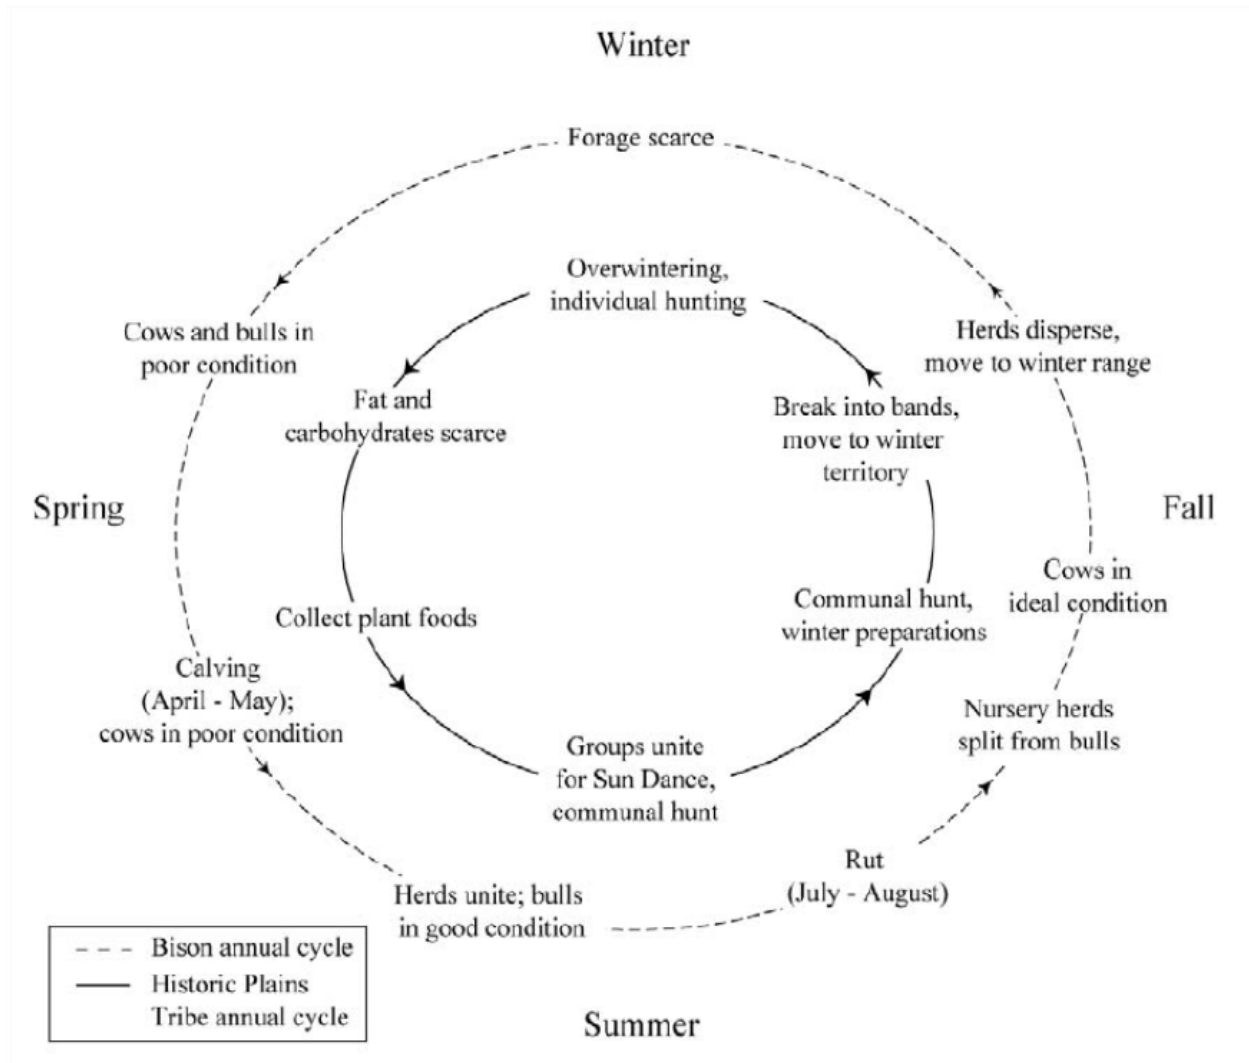 Winter
Forage scarce
Overwintering,
individual hunting
Cows and bulls in
poor condition
Herds disperse,
move to winter range
Fat and
carbohydrates scarce
Break into bands,
move to winter
territory
Spring
Fall
Cows in
ideal condition
Collect plant foods
Communal hunt,
winter preparations
Calving
(April - May);
cows in poor condition
Nursery herds
split from bulls
Groups unite
for Sun Dance,
communal hunt
Rut
(July - August)
Herds unite; bulls
in good condition
Bison annual cycle
Historic Plains
Tribe annual cycle
Summer